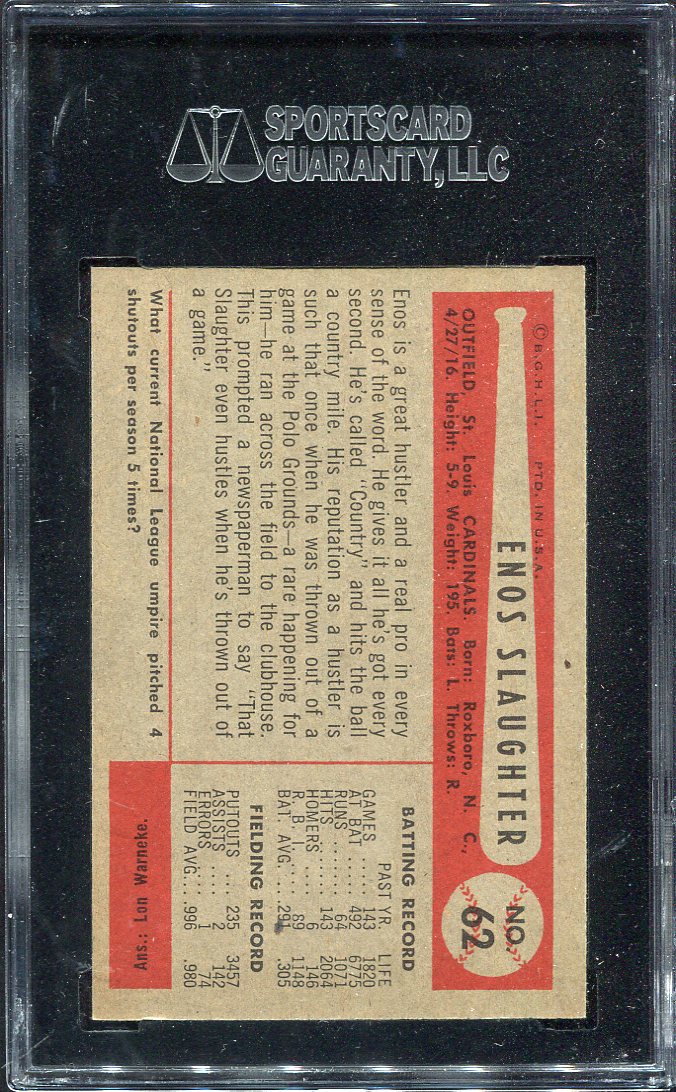 SPORTSCARD
GUARANTY, LLC
© B.G.H.L.I. PTD. IN U.S.A.
ENOS SLAUGHTER
NO.
62
OUTFIELD, St. Louis CARDINALS. Born: Roxboro, N. C.,
4/27/16. Height: 5-9. Weight: 195. Bats: L. Throws: R.
Enos is a great hustler and a real pro in every
sense of the word. He gives it all he's got every
second. He's called "Country" and hits the ball
a country mile. His reputation as a hustler is
such that once when he was thrown out of a
game at the Polo Grounds—a rare happening for
him—he ran across the field to the clubhouse.
This prompted a newspaperman to say "That
Slaughter even hustles when he's thrown out of
a game."
BATTING RECORD
PAST YR. LIFE
GAMES 143 1820
AT BAT ..... 492 6775
RUNS ..... 64 1071
HITS ..... 143 2064
HOMERS ... 6 146
R. B. I. ... 89 1148
BAT. AVG. .. .291 .305
FIELDING RECORD
PUTOUTS .... 235 3457
ASSISTS .... 2 142
ERRORS .... 1 74
FIELD AVG .. .996 .980
What current National League umpire pitched 4
shutouts per season 5 times?
Ans.: Lon Warneke.